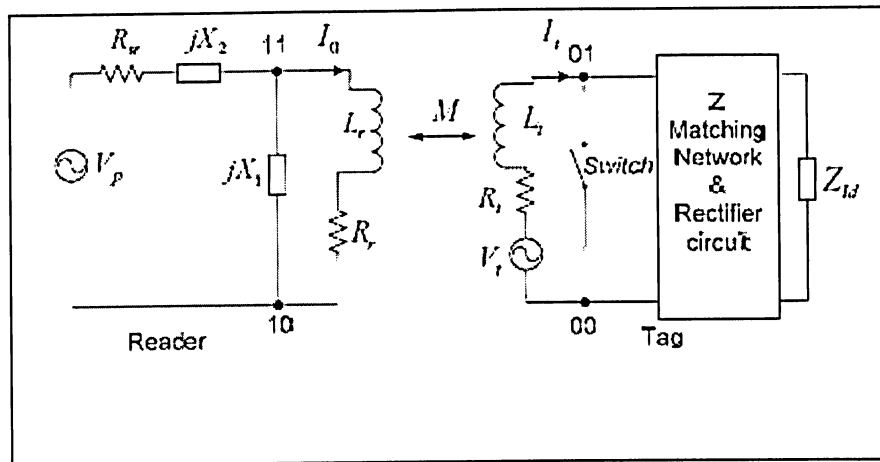 R_w jX_2 11 I_0
I_t 01
V_p
jX_1
L_r
R_r
M
L_t
R_t
V_t
Switch
Z
Matching
Network
&
Rectifier
circuit
Z_ld
10
Reader
00
Tag